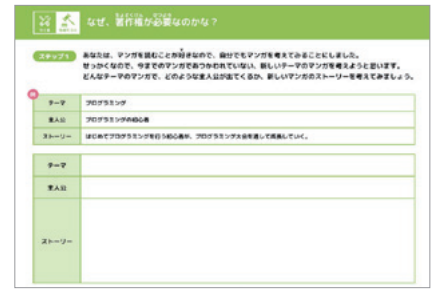 なぜ、著作権が必要なのかな？
ステップ1
あなたは、マンガを読むことが好きなので、自分でもマンガを考えてみることにしました。
せっかくなので、今までのマンガであつかわれていない、新しいテーマのマンガを考えようと思います。
どんなテーマのマンガで、どのような主人公が出てくるか、新しいマンガのストーリーを考えてみましょう。
例
テーマ プログラミング
主人公 プログラミングの初心者
ストーリー はじめてプログラミングを行う初心者が、プログラミング大会を通して成長していく。
テーマ
主人公
ストーリー